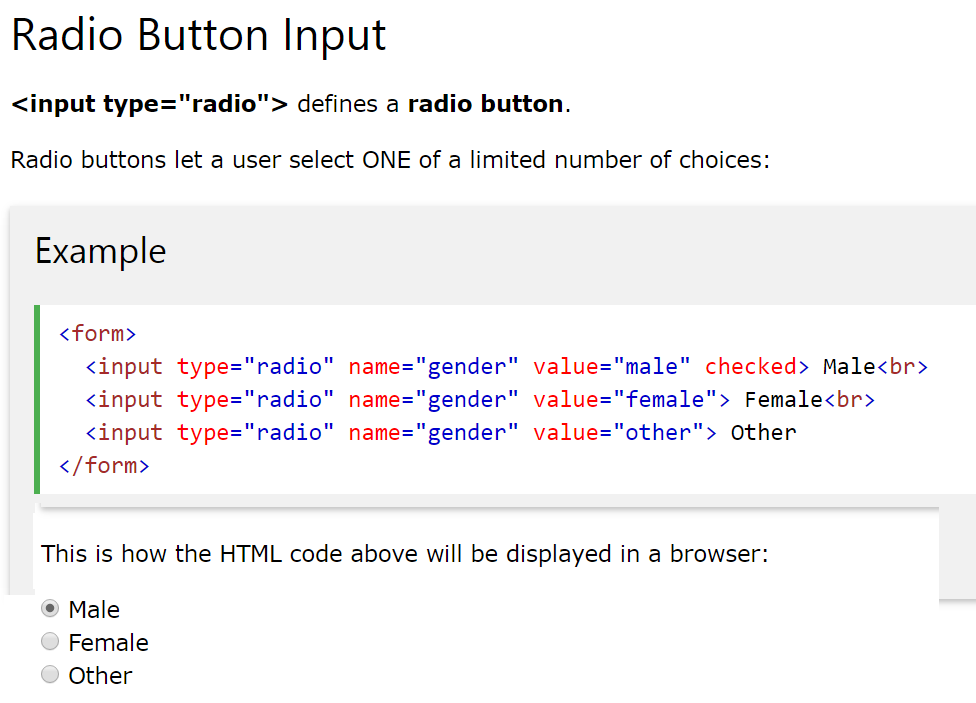 Radio Button Input
<input type="radio"> defines a radio button.
Radio buttons let a user select ONE of a limited number of choices:
Example
<form>
  <input type="radio" name="gender" value="male" checked> Male<br>
  <input type="radio" name="gender" value="female"> Female<br>
  <input type="radio" name="gender" value="other"> Other
</form>
This is how the HTML code above will be displayed in a browser:
Male
Female
Other